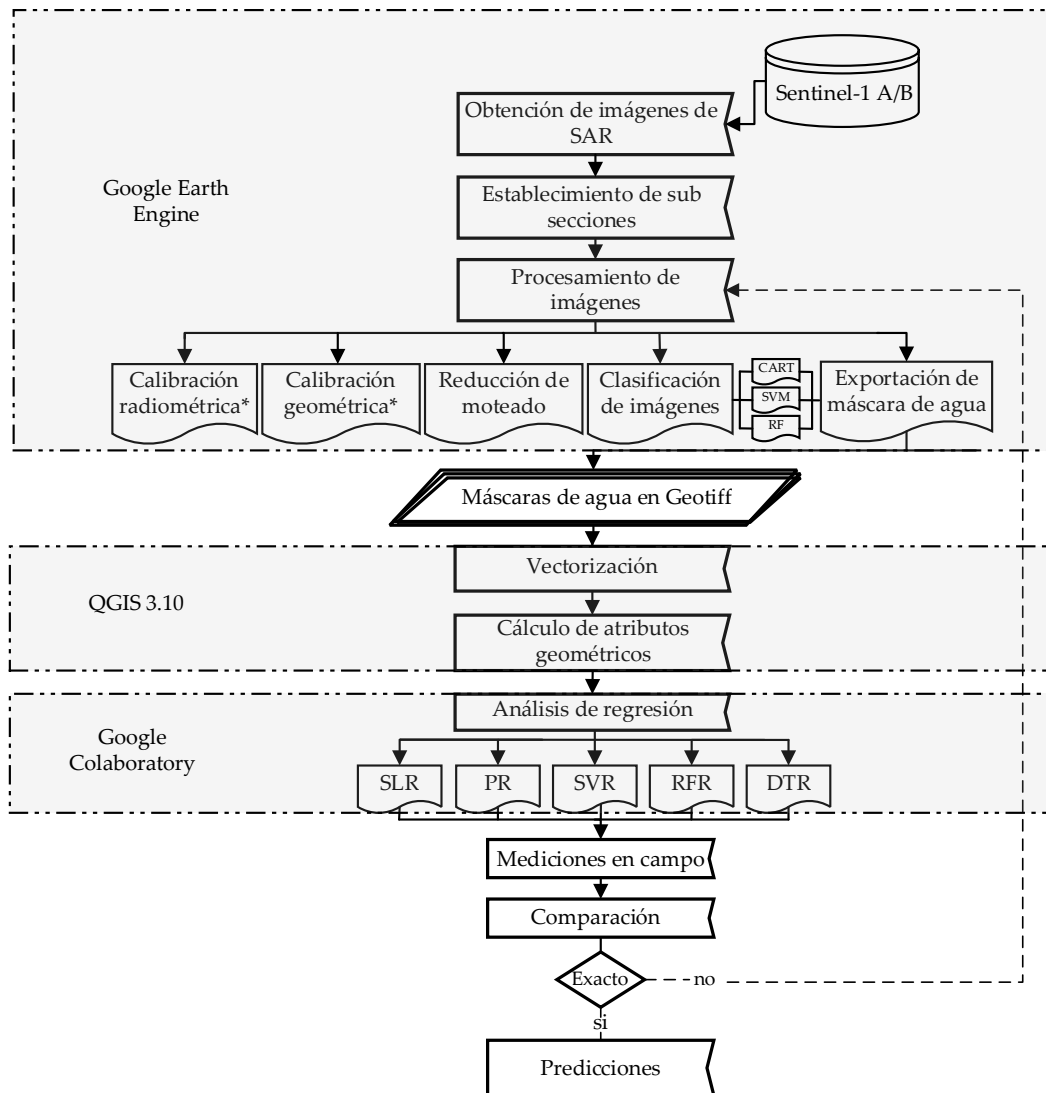 Sentinel-1 A/B
Obtención de imágenes de
SAR
Google Earth
Engine
Establecimiento de sub
secciones
Procesamiento de
imágenes
Calibración
radiométrica*
Calibración
geométrica*
Reducción de
moteado
Clasificación
de imágenes
CART
SVM
RF
Exportación de
máscara de agua
Máscaras de agua en Geotiff
QGIS 3.10
Vectorización
Cálculo de atributos
geométricos
Google
Colaboratory
Análisis de regresión
SLR
PR
SVR
RFR
DTR
Mediciones en campo
Comparación
Exacto
no
si
Predicciones